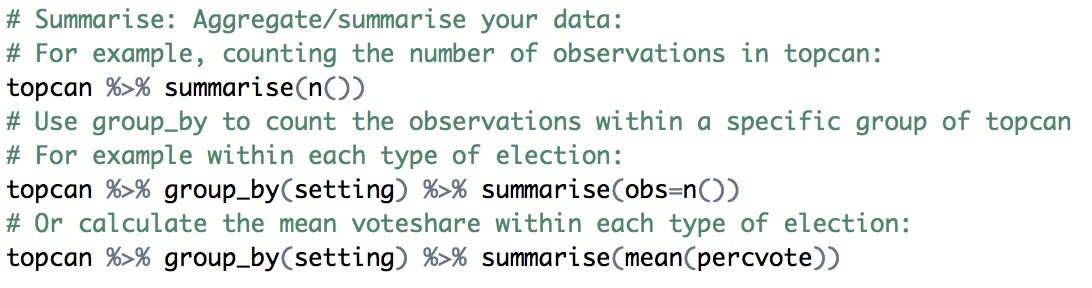 # Summarise: Aggregate/summarise your data:
# For example, counting the number of observations in topcan:
topcan %>% summarise(n())
# Use group_by to count the observations within a specific group of topcan
# For example within each type of election:
topcan %>% group_by(setting) %>% summarise(obs=n())
# Or calculate the mean voteshare within each type of election:
topcan %>% group_by(setting) %>% summarise(mean(percvote))